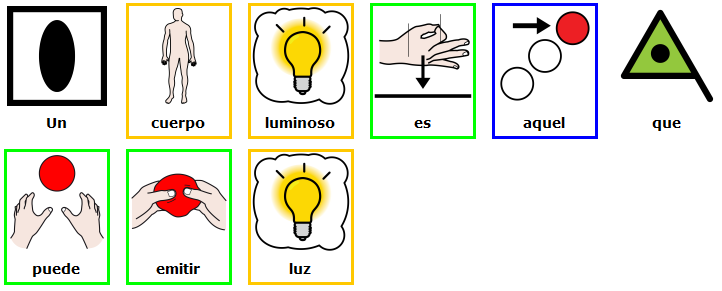 Un cuerpo luminoso es aquel que
puede emitir luz